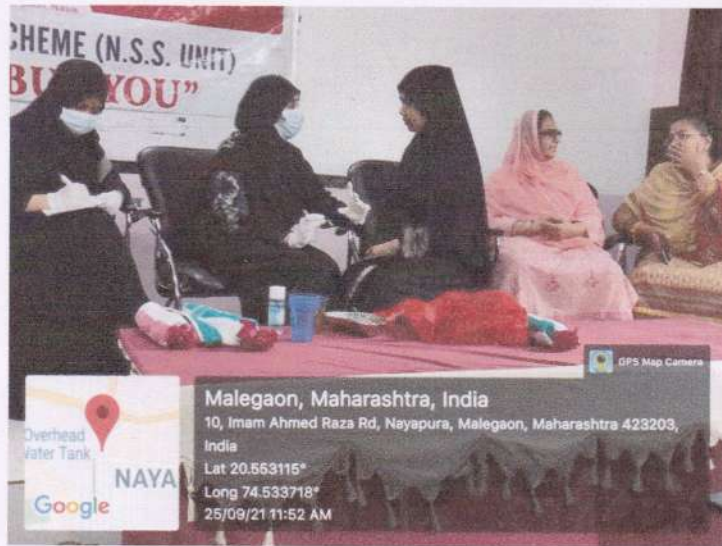 CHEME (N.S.S. UNIT)
BU YOU"
GPS Map Camera
Malegaon, Maharashtra, India
10, Imam Ahmed Raza Rd, Nayapura, Malegaon, Maharashtra 423203,
India
Lat 20.553115°
Long 74.533718°
25/09/21 11:52 AM
Overhead
Water Tank
NAYA
Google